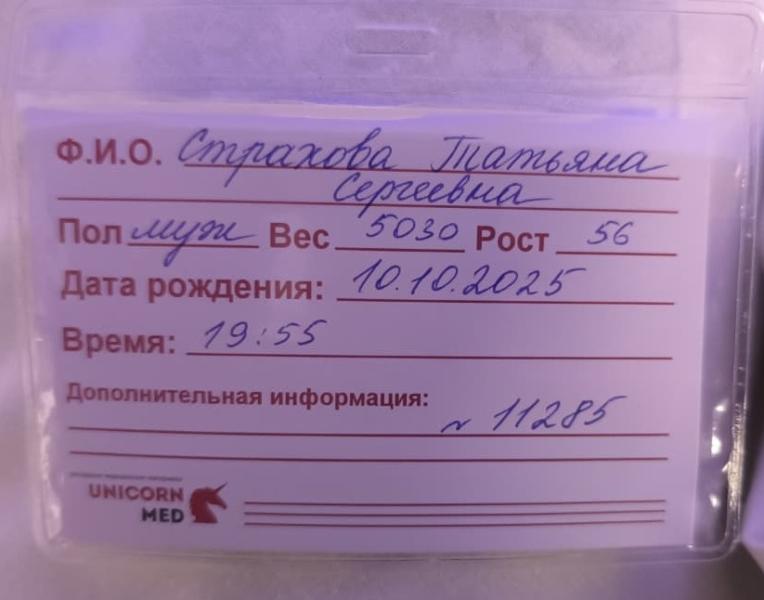 Ф.И.О. Страхова Татьяна
Сергеевна
Пол муж Вес 5030 Рост 56
Дата рождения: 10.10.2025
Время: 19:55
Дополнительная информация:
~ 11285
UNICORN
MED